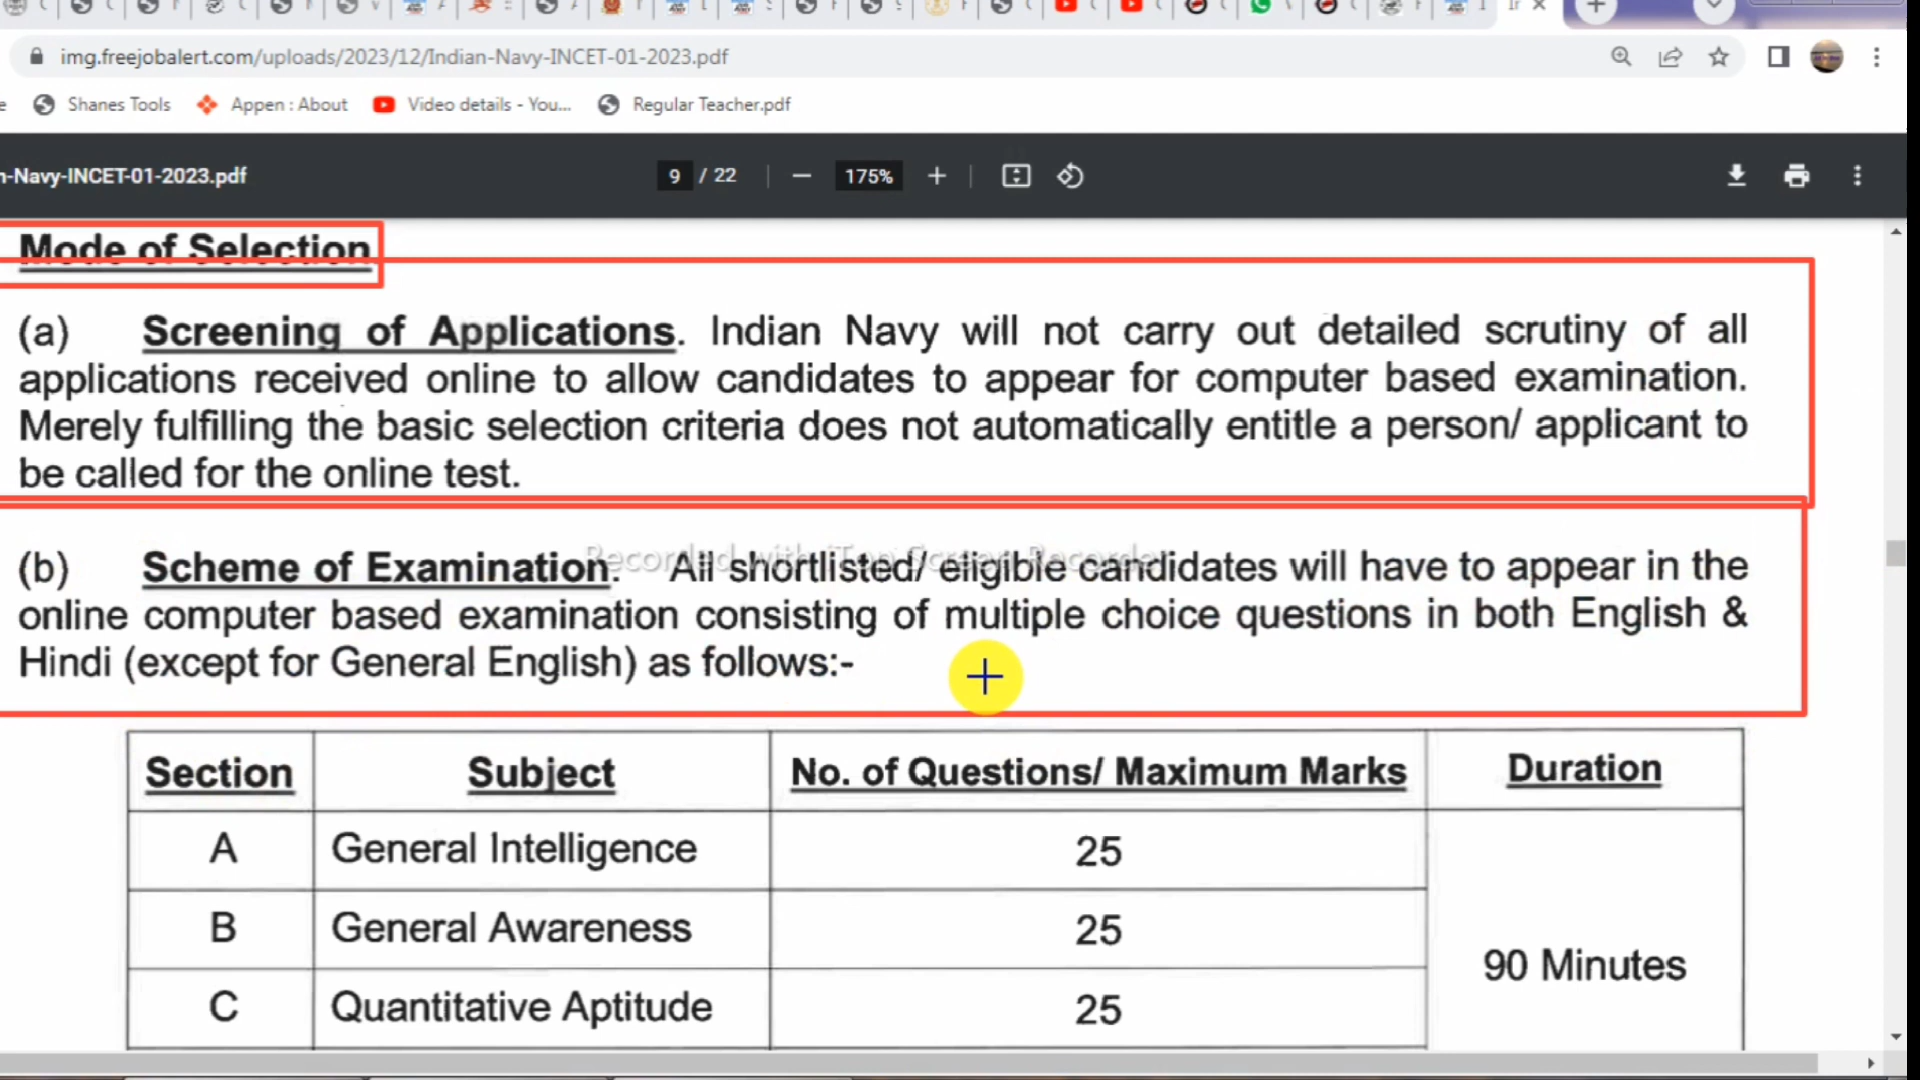 img.freejobalert.com/uploads/2023/12/Indian-Navy-INCET-01-2023.pdf
Shanes Tools Appen : About Video details - You... Regular Teacher.pdf
-Navy-INCET-01-2023.pdf 9 / 22 175%
Mode of Selection
(a) Screening of Applications. Indian Navy will not carry out detailed scrutiny of all
applications received online to allow candidates to appear for computer based examination.
Merely fulfilling the basic selection criteria does not automatically entitle a person/ applicant to
be called for the online test.
Recorded with iTop Screen Recorder
(b) Scheme of Examination. All shortlisted/ eligible candidates will have to appear in the
online computer based examination consisting of multiple choice questions in both English &
Hindi (except for General English) as follows:-
Section Subject No. of Questions/ Maximum Marks Duration
A General Intelligence 25
B General Awareness 25
90 Minutes
C Quantitative Aptitude 25